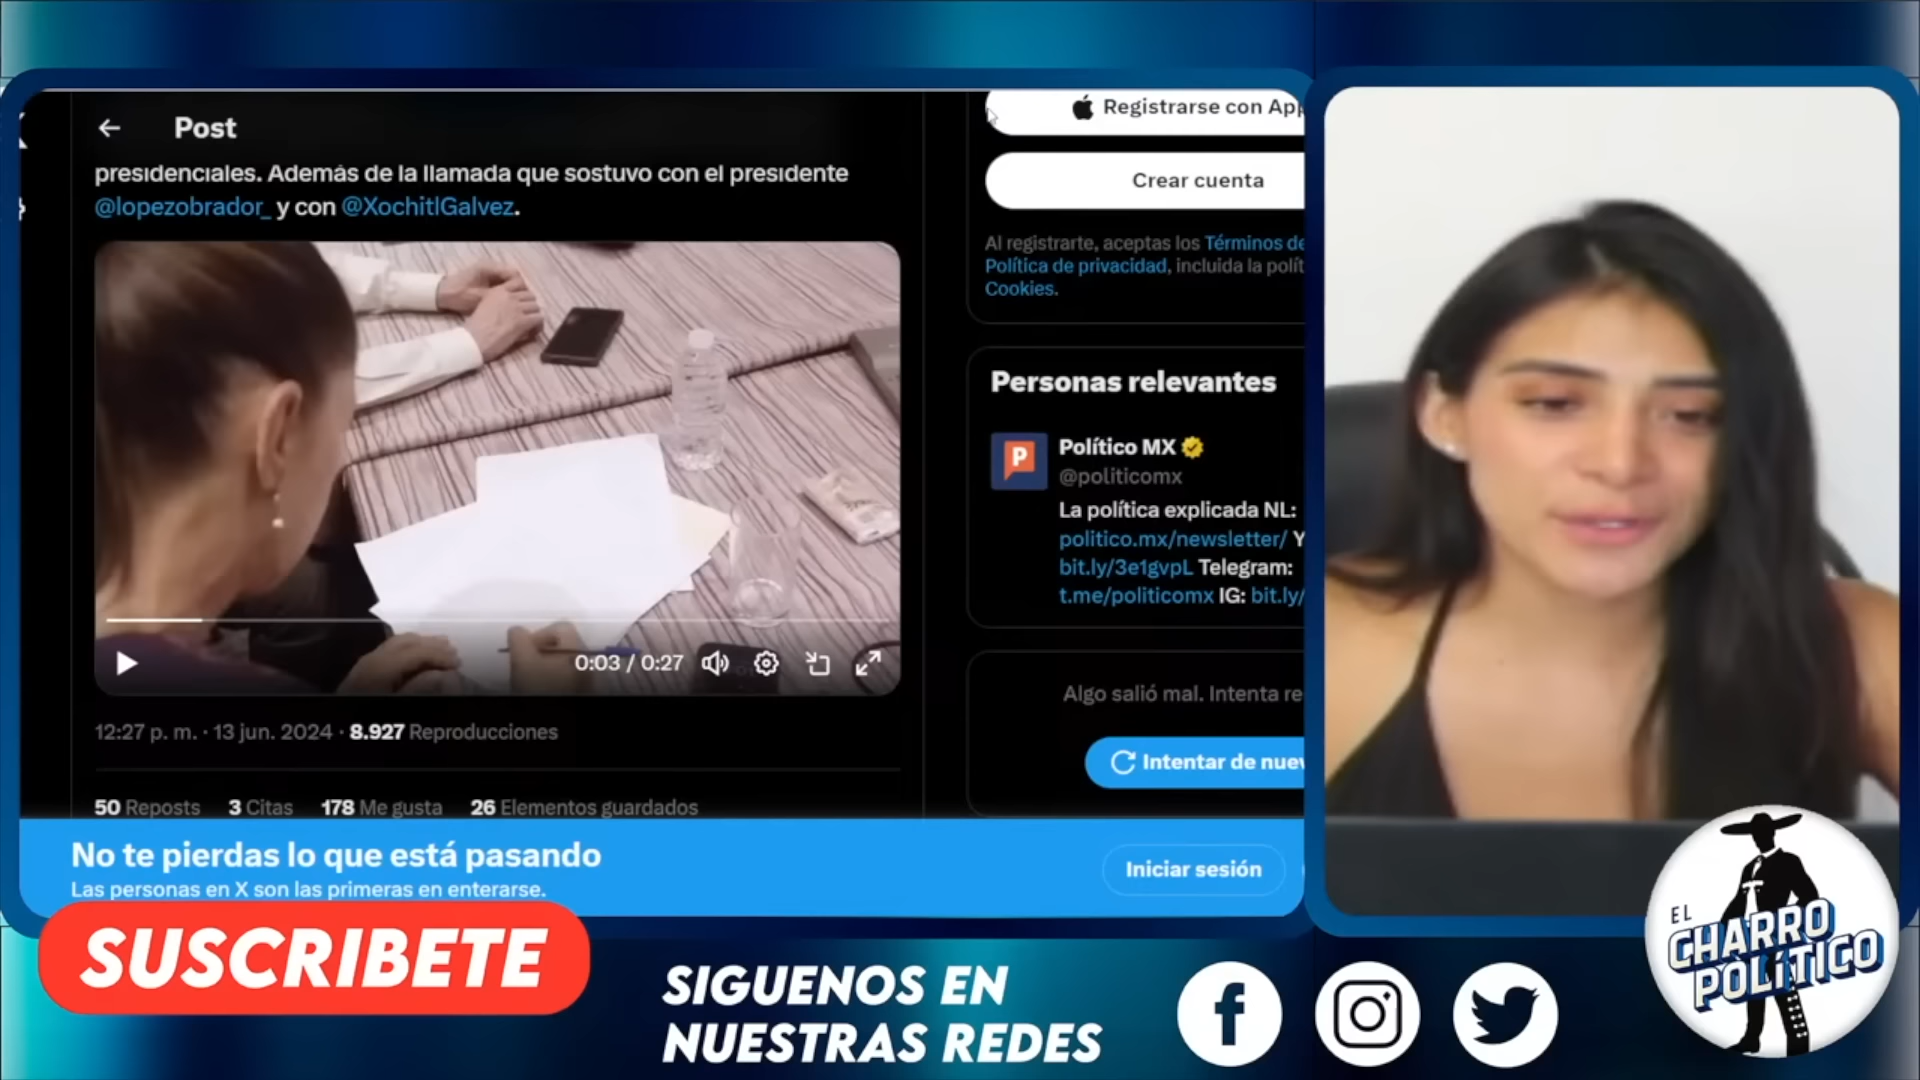 Post
presidenciales. Además de la llamada que sostuvo con el presidente
@lopezobrador_ y con @XochitlGalvez.
0:03 / 0:27
12:27 p. m. · 13 jun. 2024 · 8.927 Reproducciones
50 Reposts 3 Citas 178 Me gusta 26 Elementos guardados
Registrarse con App
Crear cuenta
Al registrarte, aceptas los Términos de
Política de privacidad, incluida la polít
Cookies.
Personas relevantes
P
Político MX
@politicomx
La política explicada NL:
politico.mx/newsletter/ Y
bit.ly/3e1gvpL Telegram:
t.me/politicomx IG: bit.ly/
Algo salió mal. Intenta re
Intentar de nuev
No te pierdas lo que está pasando
Las personas en X son las primeras en enterarse.
Iniciar sesión
SUSCRIBETE
SIGUENOS EN
NUESTRAS REDES
EL
CHARRO
POLÍTICO